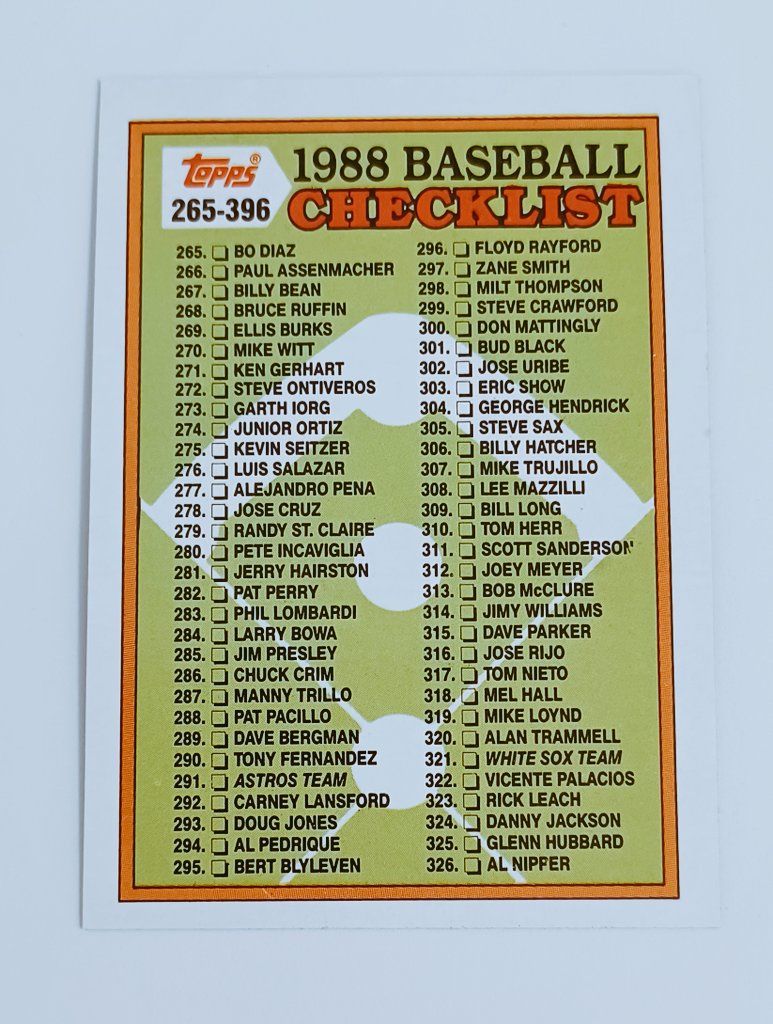 Topps®
265-396
1988 BASEBALL
CHECKLIST
265. BO DIAZ
266. PAUL ASSENMACHER
267. BILLY BEAN
268. BRUCE RUFFIN
269. ELLIS BURKS
270. MIKE WITT
271. KEN GERHART
272. STEVE ONTIVEROS
273. GARTH IORG
274. JUNIOR ORTIZ
275. KEVIN SEITZER
276. LUIS SALAZAR
277. ALEJANDRO PENA
278. JOSE CRUZ
279. RANDY ST. CLAIRE
280. PETE INCAVIGLIA
281. JERRY HAIRSTON
282. PAT PERRY
283. PHIL LOMBARDI
284. LARRY BOWA
285. JIM PRESLEY
286. CHUCK CRIM
287. MANNY TRILLO
288. PAT PACILLO
289. DAVE BERGMAN
290. TONY FERNANDEZ
291. ASTROS TEAM
292. CARNEY LANSFORD
293. DOUG JONES
294. AL PEDRIQUE
295. BERT BLYLEVEN
296. FLOYD RAYFORD
297. ZANE SMITH
298. MILT THOMPSON
299. STEVE CRAWFORD
300. DON MATTINGLY
301. BUD BLACK
302. JOSE URIBE
303. ERIC SHOW
304. GEORGE HENDRICK
305. STEVE SAX
306. BILLY HATCHER
307. MIKE TRUJILLO
308. LEE MAZZILLI
309. BILL LONG
310. TOM HERR
311. SCOTT SANDERSON
312. JOEY MEYER
313. BOB McCLURE
314. JIMY WILLIAMS
315. DAVE PARKER
316. JOSE RIJO
317. TOM NIETO
318. MEL HALL
319. MIKE LOYND
320. ALAN TRAMMELL
321. WHITE SOX TEAM
322. VICENTE PALACIOS
323. RICK LEACH
324. DANNY JACKSON
325. GLENN HUBBARD
326. AL NIPPER